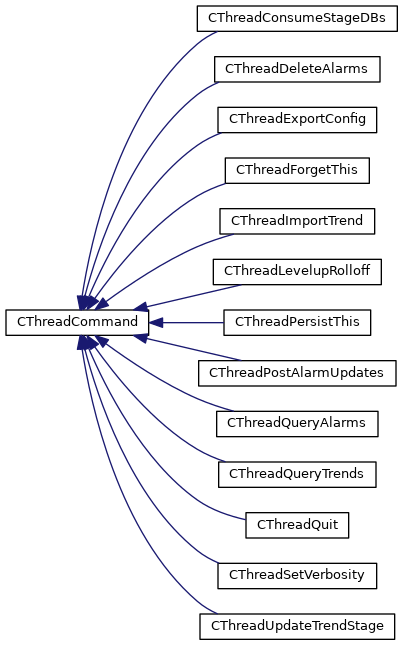 CThreadConsumeStageDBs
CThreadDeleteAlarms
CThreadExportConfig
CThreadForgetThis
CThreadImportTrend
CThreadLevelupRolloff
CThreadCommand
CThreadPersistThis
CThreadPostAlarmUpdates
CThreadQueryAlarms
CThreadQueryTrends
CThreadQuit
CThreadSetVerbosity
CThreadUpdateTrendStage